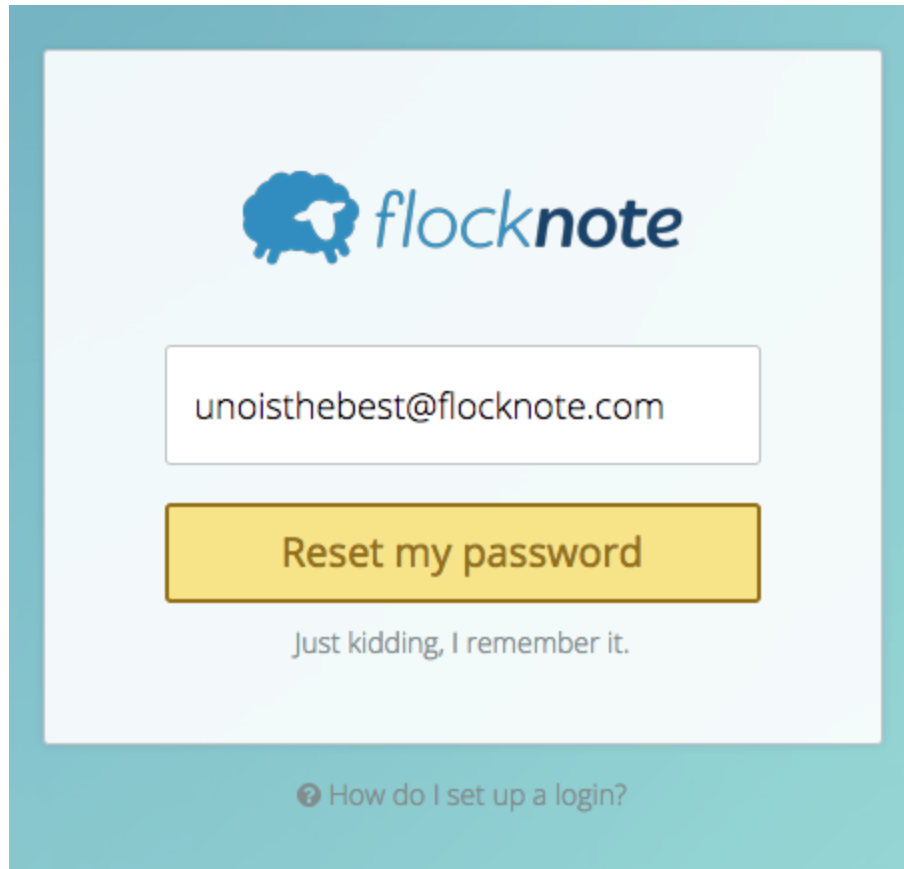 flocknote
unoisthebest@flocknote.com
Reset my password
Just kidding, I remember it.
How do I set up a login?